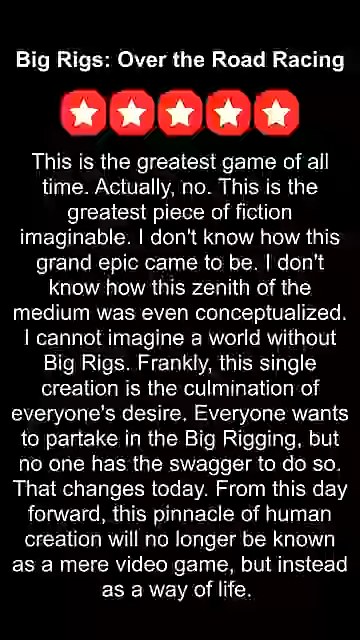 Big Rigs: Over the Road Racing
This is the greatest game of all
time. Actually, no. This is the
greatest piece of fiction
imaginable. I don't know how this
grand epic came to be. I don't
know how this zenith of the
medium was even conceptualized.
I cannot imagine a world without
Big Rigs. Frankly, this single
creation is the culmination of
everyone's desire. Everyone wants
to partake in the Big Rigging, but
no one has the swagger to do so.
That changes today. From this day
forward, this pinnacle of human
creation will no longer be known
as a mere video game, but instead
as a way of life.